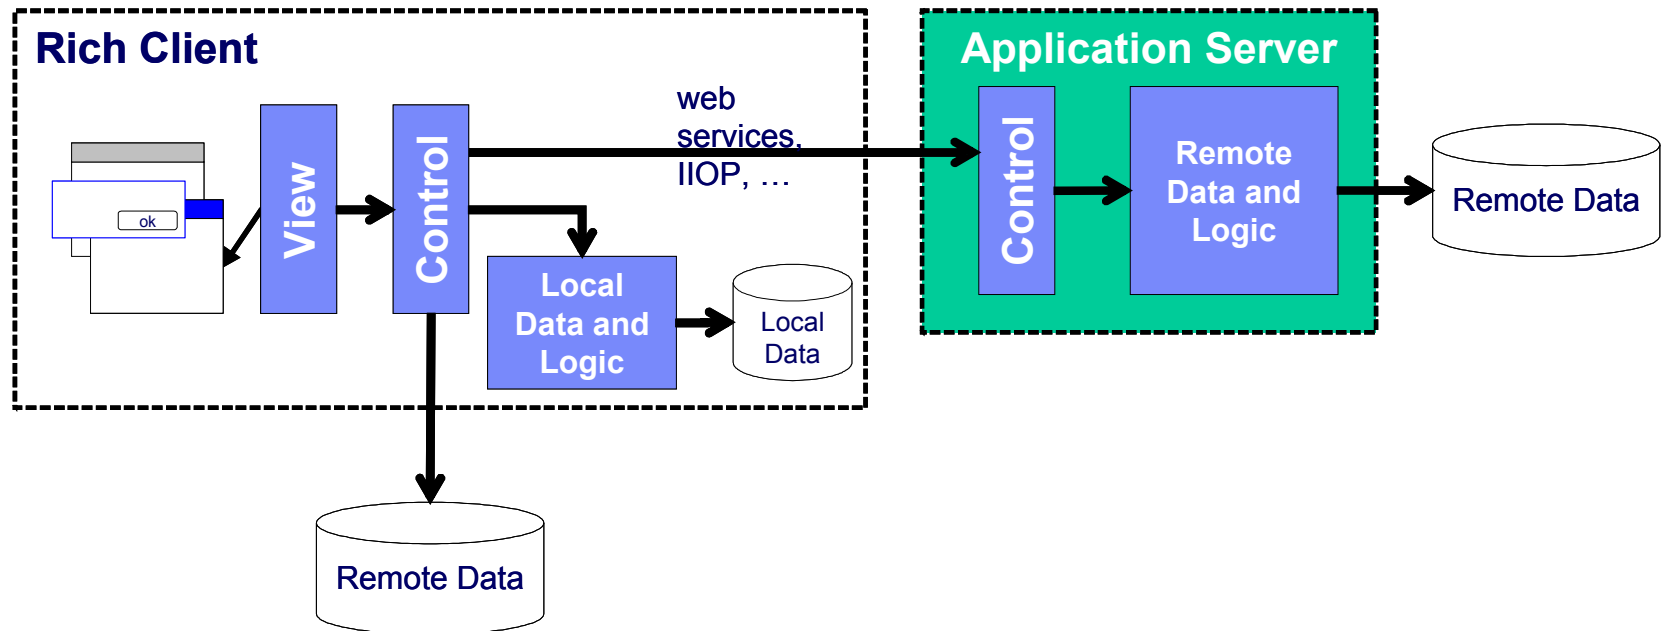 Rich Client
ok
View
Control
web
services,
IIOP, ...
Local
Data and
Logic
Local
Data
Remote Data
Application Server
Control
Remote
Data and
Logic
Remote Data